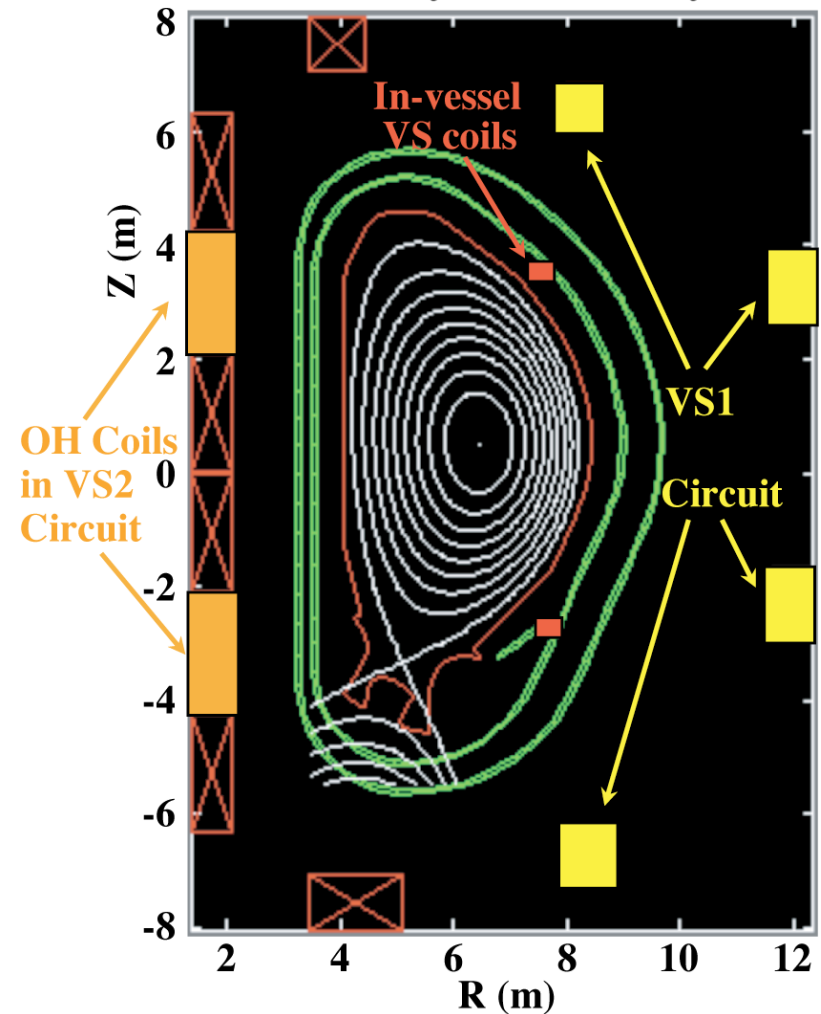 8
In-vessel
VS coils
6
Z (m)
4
2
VS1
OH Coils
in VS2
Circuit
0
Circuit
-2
-4
-6
-8
2 4 6 8 10 12
R (m)